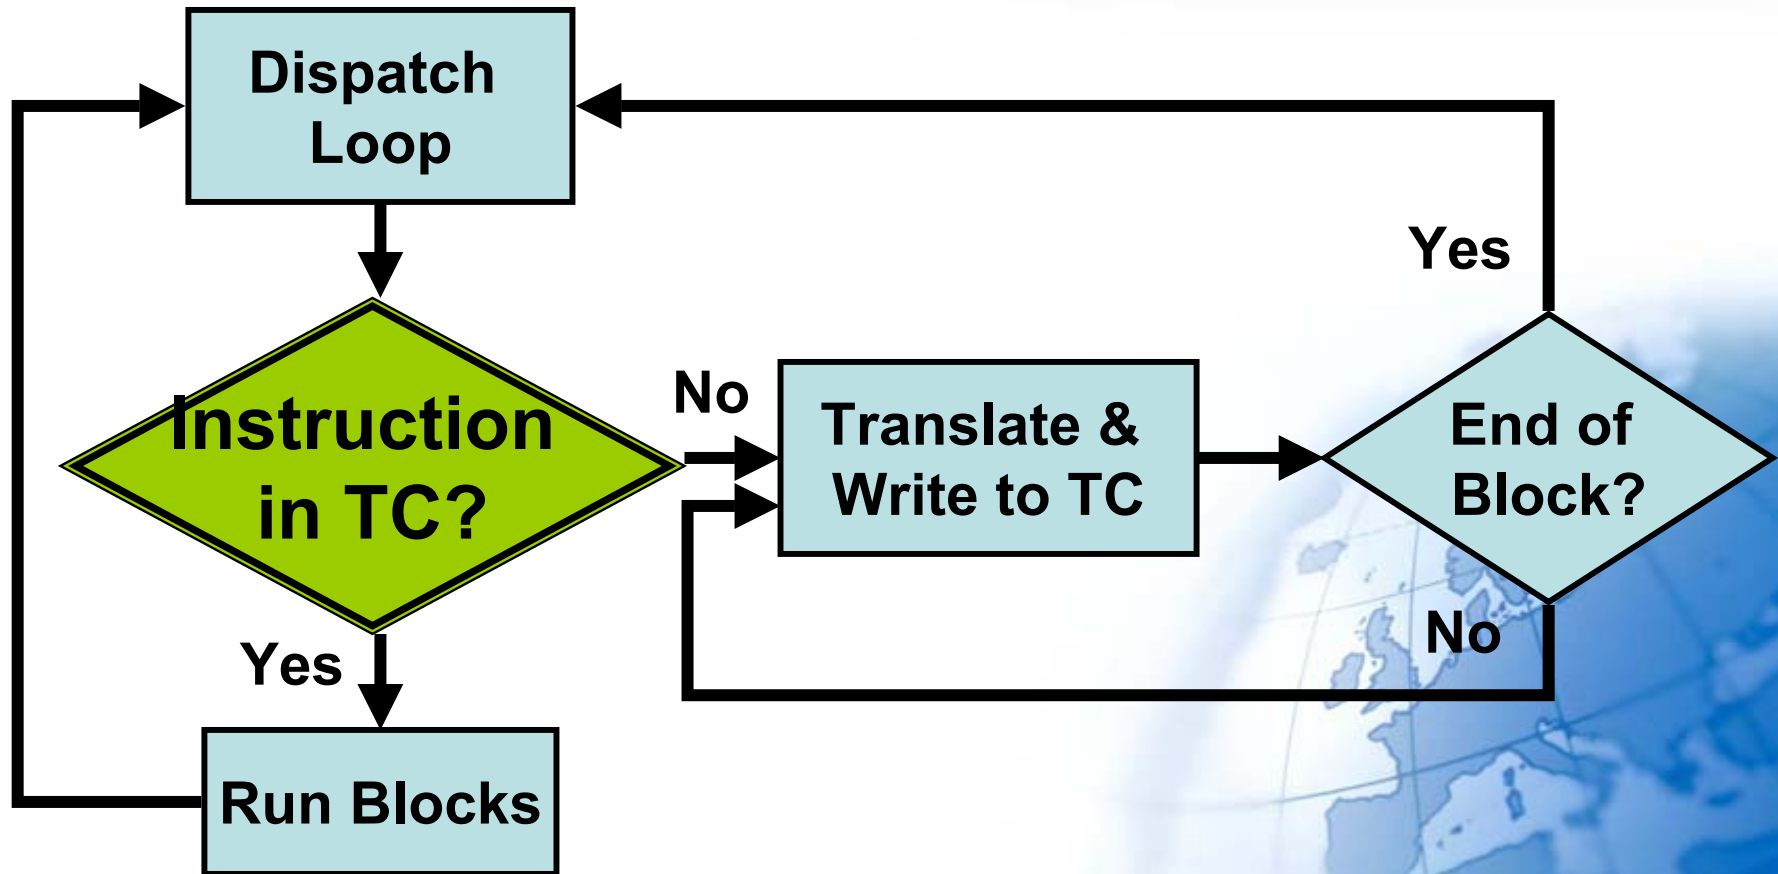 Dispatch
Loop
Yes
Instruction
in TC?
No
Translate &
Write to TC
End of
Block?
No
Yes
Run Blocks